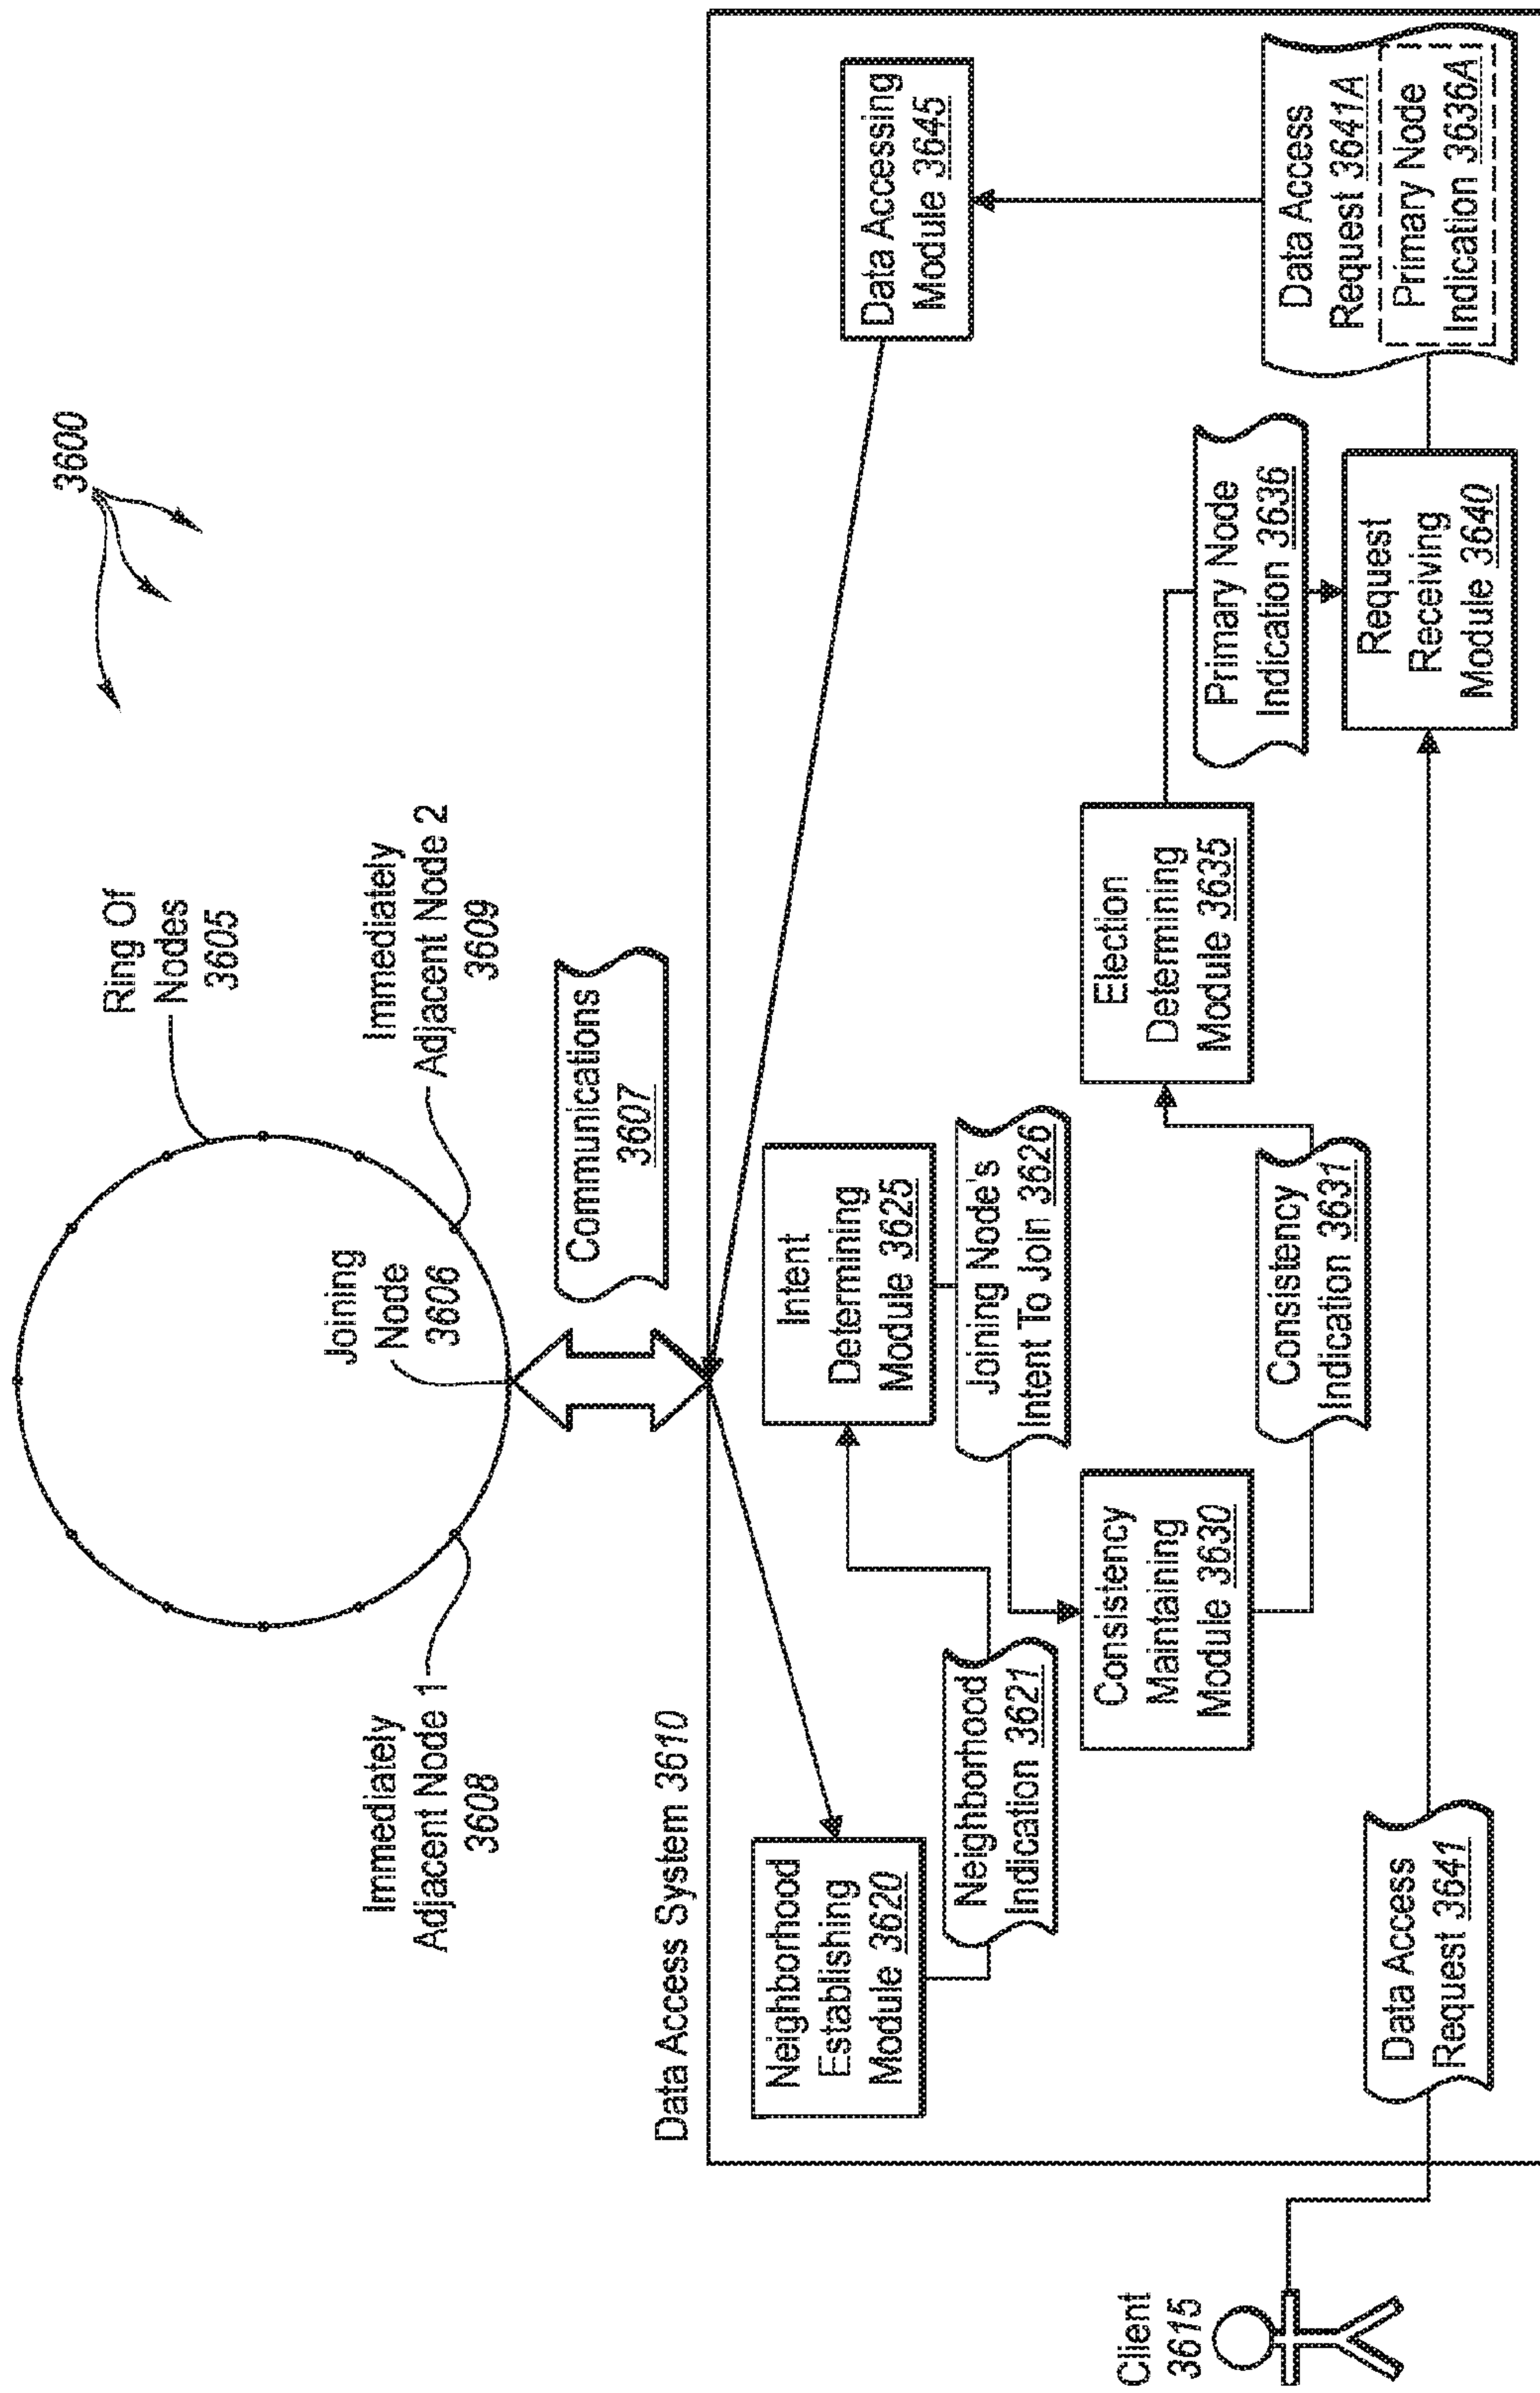 3600
Ring Of
Nodes
3605
Joining
Node
3606
Immediately
Adjacent Node 1
3608
Immediately
Adjacent Node 2
3609
Communications
3607
Data Access System 3610
Neighborhood
Establishing
Module 3620
Intent
Determining
Module 3625
Data Accessing
Module 3645
Neighborhood
Indication 3621
Joining Node's
Intent To Join 3626
Consistency
Maintaining
Module 3630
Election
Determining
Module 3635
Primary Node
Indication 3636
Consistency
Indication 3631
Client
3615
Data Access
Request 3641
Request
Receiving
Module 3640
Data Access
Request 3641A
Primary Node
Indication 3636A